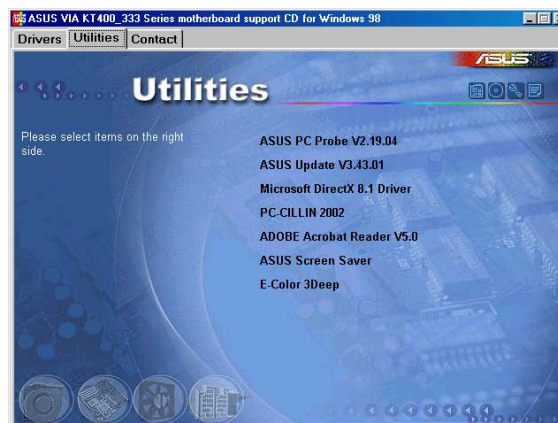 ASUS VIA KT400_333 Series motherboard support CD for Windows 98
Drivers Utilities Contact
ASUS
Utilities
Please select items on the right
side.
ASUS PC Probe V2.19.04
ASUS Update V3.43.01
Microsoft DirectX 8.1 Driver
PC-CILLIN 2002
ADOBE Acrobat Reader V5.0
ASUS Screen Saver
E-Color 3Deep